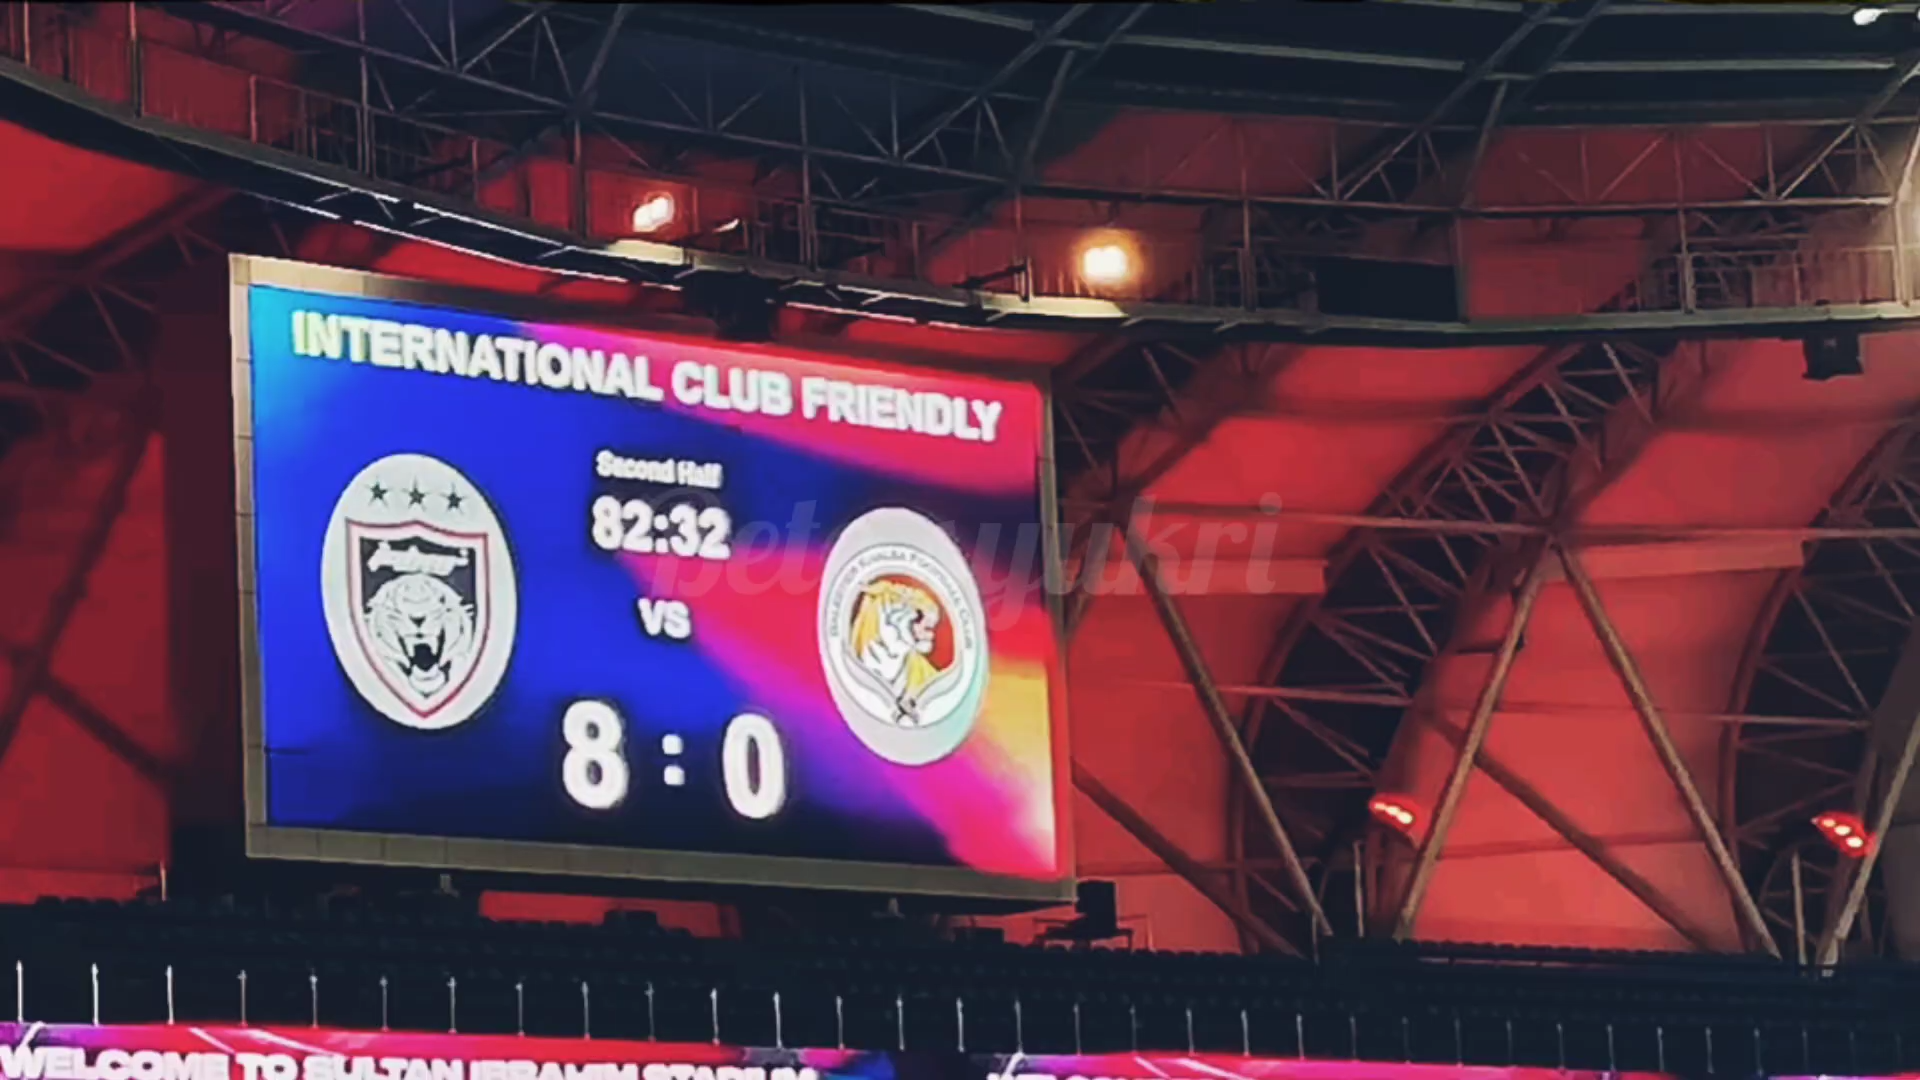 INTERNATIONAL CLUB FRIENDLY
Second Half
82:32
VS
8 : 0
WELCOME TO SULTAN IBRAHIM STADIUM